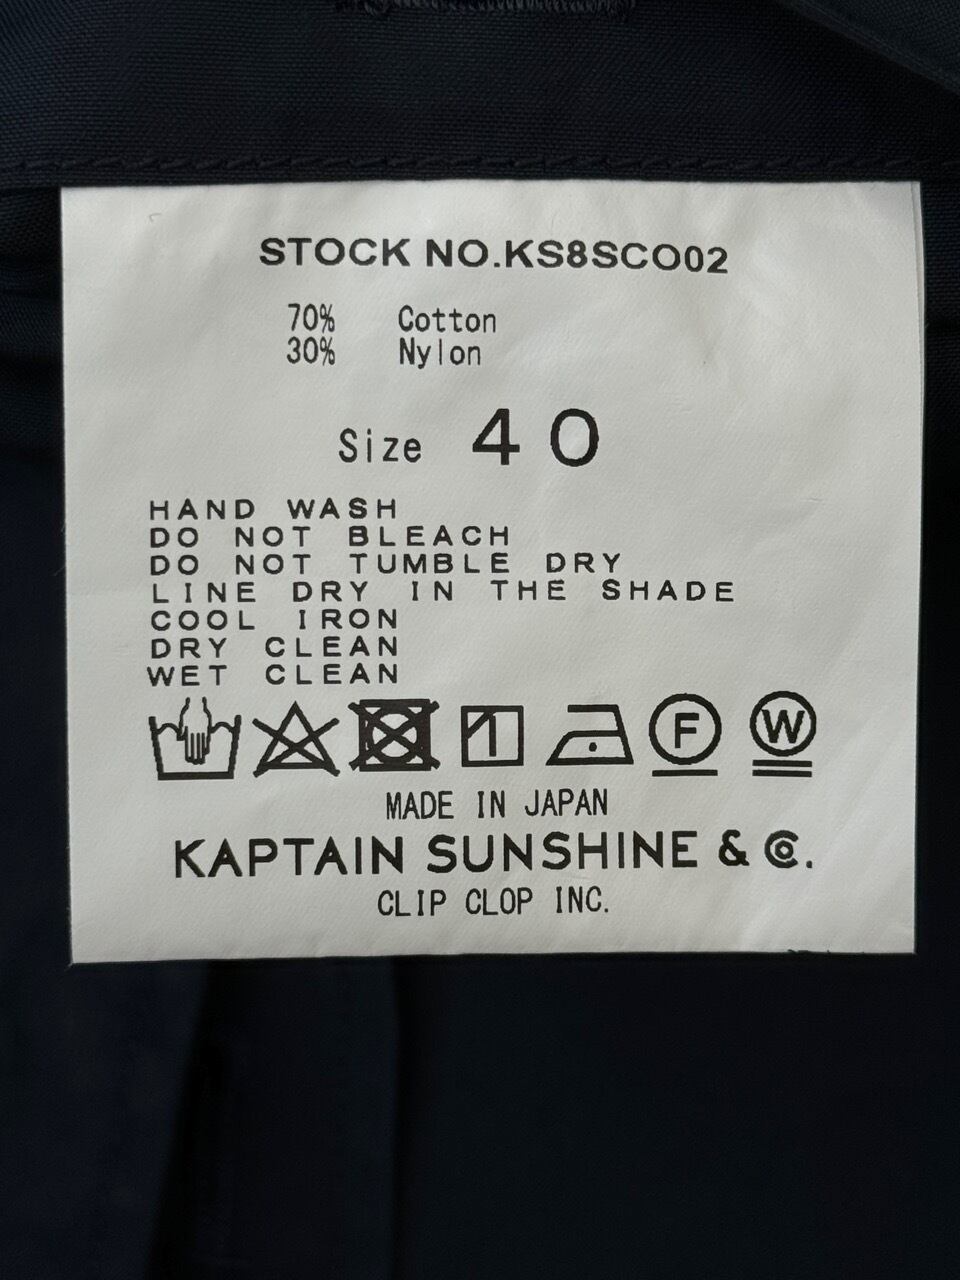 STOCK NO.KS8SCO02
70% Cotton
30% Nylon
Size 40
HAND WASH
DO NOT BLEACH
DO NOT TUMBLE DRY
LINE DRY IN THE SHADE
COOL IRON
DRY CLEAN
WET CLEAN
F W
MADE IN JAPAN
KAPTAIN SUNSHINE & Co.
CLIP CLOP INC.